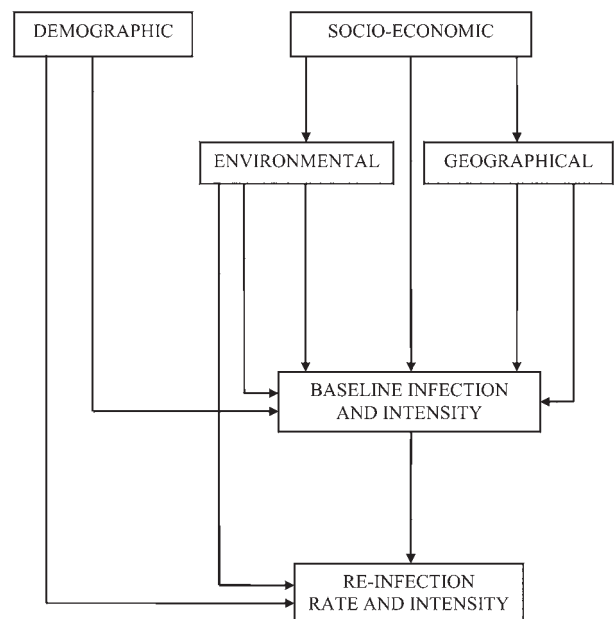 DEMOGRAPHIC
SOCIO-ECONOMIC
ENVIRONMENTAL
GEOGRAPHICAL
BASELINE INFECTION
AND INTENSITY
RE-INFECTION
RATE AND INTENSITY